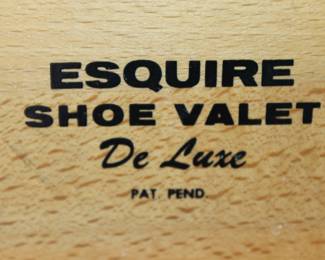 ESQUIRE
SHOE VALET
De Luxe
PAT. PEND.